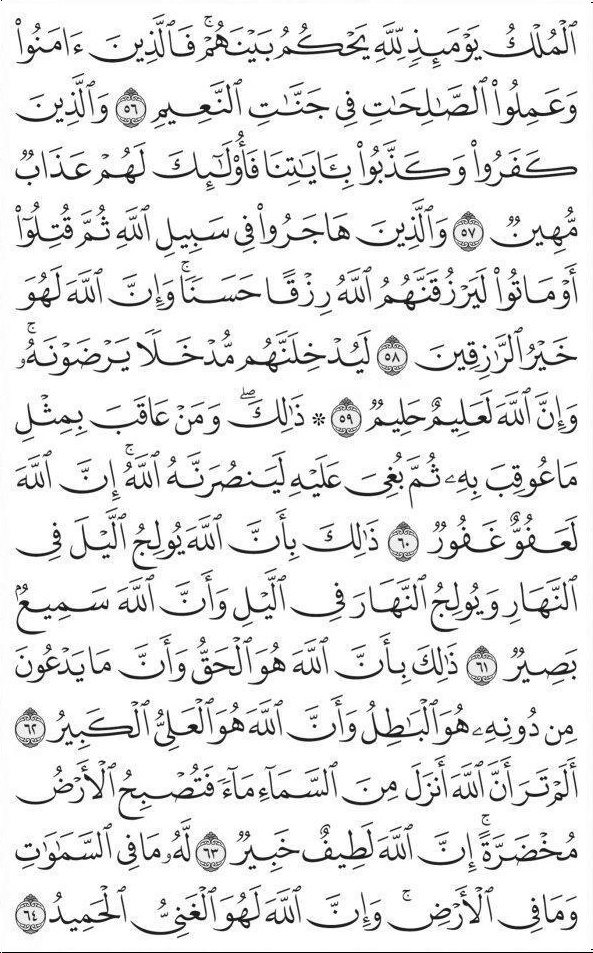 ٱلۡمُلۡكُ يَوۡمَئِذٖ لِّلَّهِ يَحۡكُمُ بَيۡنَهُمۡۚ فَٱلَّذِينَ ءَامَنُواْ
وَعَمِلُواْ ٱلصَّٰلِحَٰتِ فِي جَنَّٰتِ ٱلنَّعِيمِ ٥٦ وَٱلَّذِينَ
كَفَرُواْ وَكَذَّبُواْ بِـَٔايَٰتِنَا فَأُوْلَٰٓئِكَ لَهُمۡ عَذَابٞ
مُّهِينٞ ٥٧ وَٱلَّذِينَ هَاجَرُواْ فِي سَبِيلِ ٱللَّهِ ثُمَّ قُتِلُوٓاْ
أَوۡ مَاتُواْ لَيَرۡزُقَنَّهُمُ ٱللَّهُ رِزۡقًا حَسَنٗاۚ وَإِنَّ ٱللَّهَ لَهُوَ
خَيۡرُ ٱلرَّٰزِقِينَ ٥٨ لَيُدۡخِلَنَّهُم مُّدۡخَلٗا يَرۡضَوۡنَهُۥۚ
وَإِنَّ ٱللَّهَ لَعَلِيمٌ حَلِيمٞ ٥٩ ۞ ذَٰلِكَۖ وَمَنۡ عَاقَبَ بِمِثۡلِ
مَا عُوقِبَ بِهِۦ ثُمَّ بُغِيَ عَلَيۡهِ لَيَنصُرَنَّهُ ٱللَّهُۚ إِنَّ ٱللَّهَ
لَعَفُوٌّ غَفُورٞ ٦٠ ذَٰلِكَ بِأَنَّ ٱللَّهَ يُولِجُ ٱلَّيۡلَ فِي
ٱلنَّهَارِ وَيُولِجُ ٱلنَّهَارَ فِي ٱلَّيۡلِ وَأَنَّ ٱللَّهَ سَمِيعُۢ
بَصِيرٞ ٦١ ذَٰلِكَ بِأَنَّ ٱللَّهَ هُوَ ٱلۡحَقُّ وَأَنَّ مَا يَدۡعُونَ
مِن دُونِهِۦ هُوَ ٱلۡبَٰطِلُ وَأَنَّ ٱللَّهَ هُوَ ٱلۡعَلِيُّ ٱلۡكَبِيرُ ٦٢
أَلَمۡ تَرَ أَنَّ ٱللَّهَ أَنزَلَ مِنَ ٱلسَّمَآءِ مَآءٗ فَتُصۡبِحُ ٱلۡأَرۡضُ
مُخۡضَرَّةًۚ إِنَّ ٱللَّهَ لَطِيفٌ خَبِيرٞ ٦٣ لَّهُۥ مَا فِي ٱلسَّمَٰوَٰتِ
وَمَا فِي ٱلۡأَرۡضِۚ وَإِنَّ ٱللَّهَ لَهُوَ ٱلۡغَنِيُّ ٱلۡحَمِيدُ ٦٤